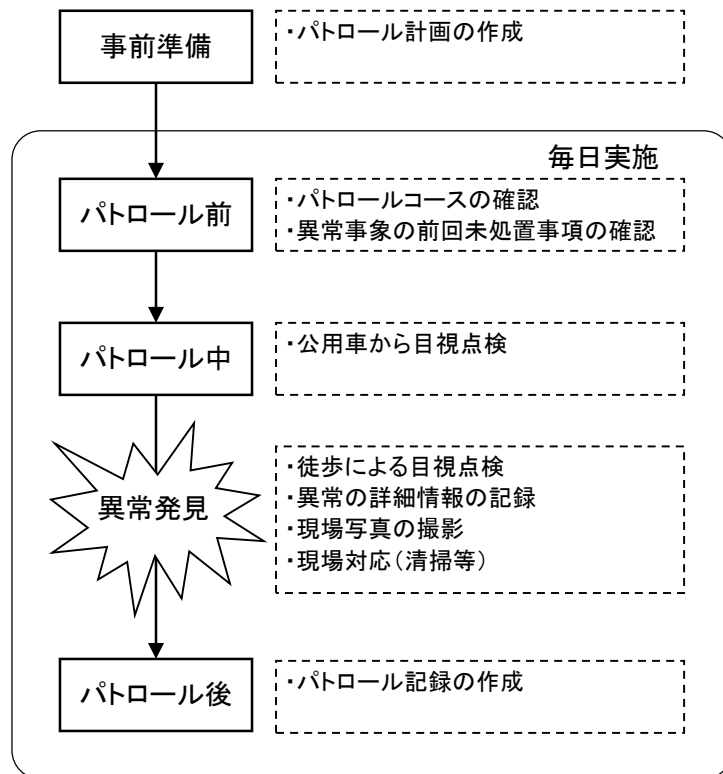 事前準備
・パトロール計画の作成
毎日実施
パトロール前
・パトロールコースの確認
・異常事象の前回未処置事項の確認
パトロール中
・公用車から目視点検
異常発見
・徒歩による目視点検
・異常の詳細情報の記録
・現場写真の撮影
・現場対応(清掃等)
パトロール後
・パトロール記録の作成